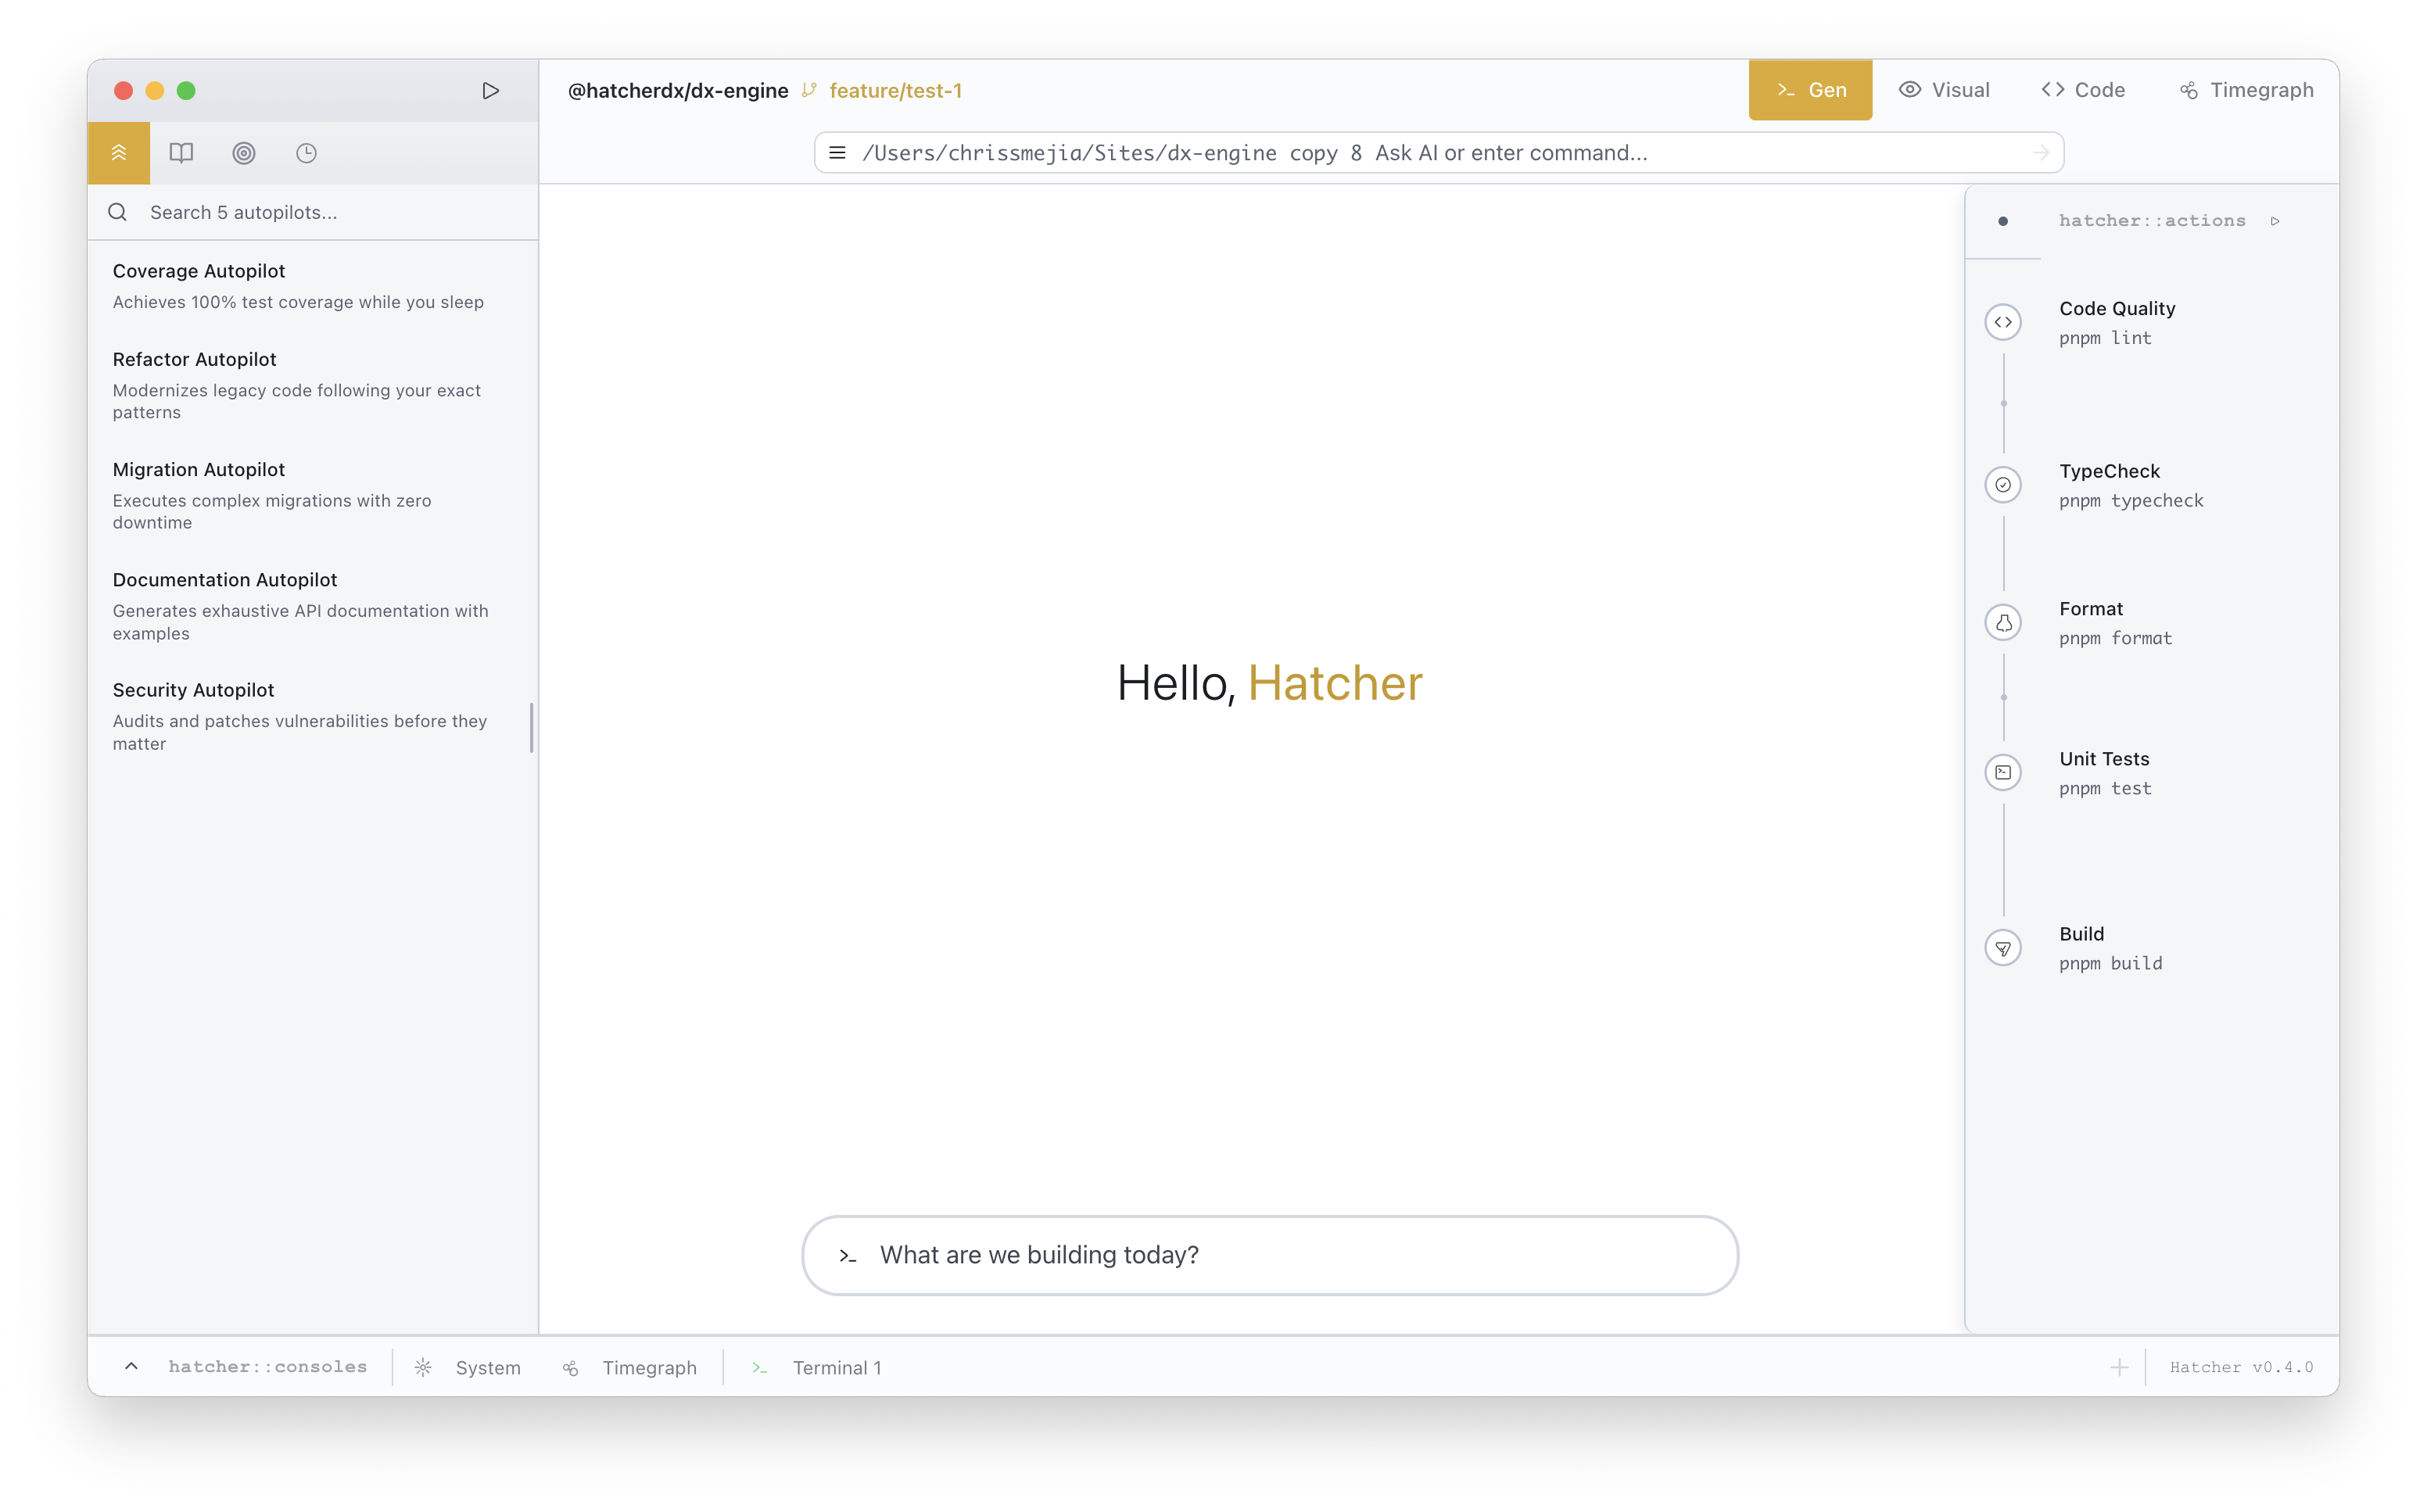 @hatcherdx/dx-engine feature/test-1
Gen Visual Code Timegraph
/Users/chrissmejia/Sites/dx-engine copy 8 Ask AI or enter command...
Search 5 autopilots...
Coverage Autopilot
Achieves 100% test coverage while you sleep
Refactor Autopilot
Modernizes legacy code following your exact
patterns
Migration Autopilot
Executes complex migrations with zero
downtime
Documentation Autopilot
Generates exhaustive API documentation with
examples
Security Autopilot
Audits and patches vulnerabilities before they
matter
Hello, Hatcher
What are we building today?
hatcher::actions
Code Quality
pnpm lint
TypeCheck
pnpm typecheck
Format
pnpm format
Unit Tests
pnpm test
Build
pnpm build
hatcher::consoles System Timegraph Terminal 1 Hatcher v0.4.0